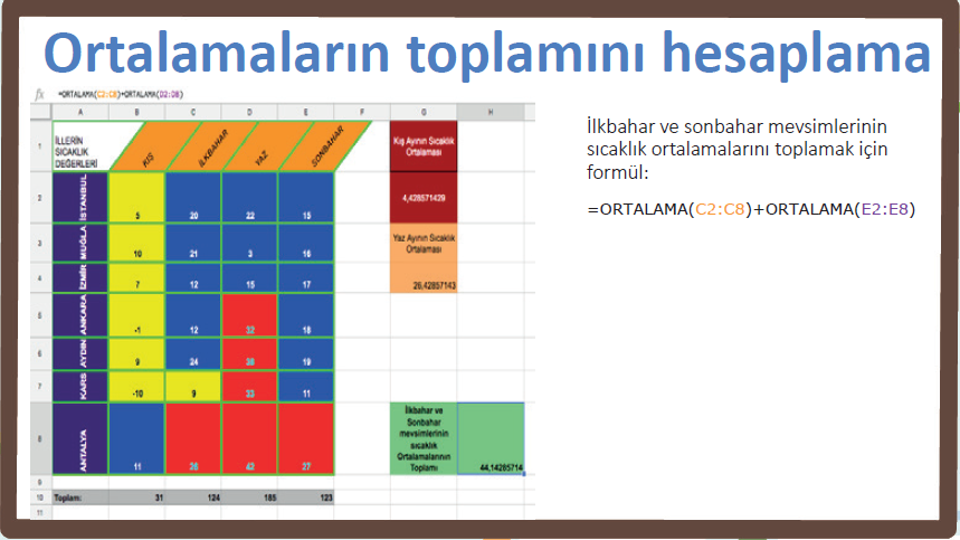 Ortalamaların toplamını hesaplama
fx =ORTALAMA(C2:C8)+ORTALAMA(D2:D8)
A B C D E F G H
1 İLLERİN SICAKLIK DEĞERLERİ KIŞ İLKBAHAR YAZ SONBAHAR Kış Ayının Sıcaklık Ortalaması
2 İSTANBUL 5 20 22 15 4,428571429
3 MUĞLA 10 21 3 16 Yaz Ayının Sıcaklık Ortalaması
4 İZMİR 7 12 15 17 26,42857143
5 ANKARA -1 12 32 18
6 AYDIN 9 24 38 19
7 KARS -10 9 33 11
8 ANTALYA 11 26 42 27 İlkbahar ve Sonbahar mevsimlerinin sıcaklık Ortalamalarının Toplamı 44,14285714
9
10 Toplam: 31 124 185 123
11
İlkbahar ve sonbahar mevsimlerinin
sıcaklık ortalamalarını toplamak için
formül:
=ORTALAMA(C2:C8)+ORTALAMA(E2:E8)